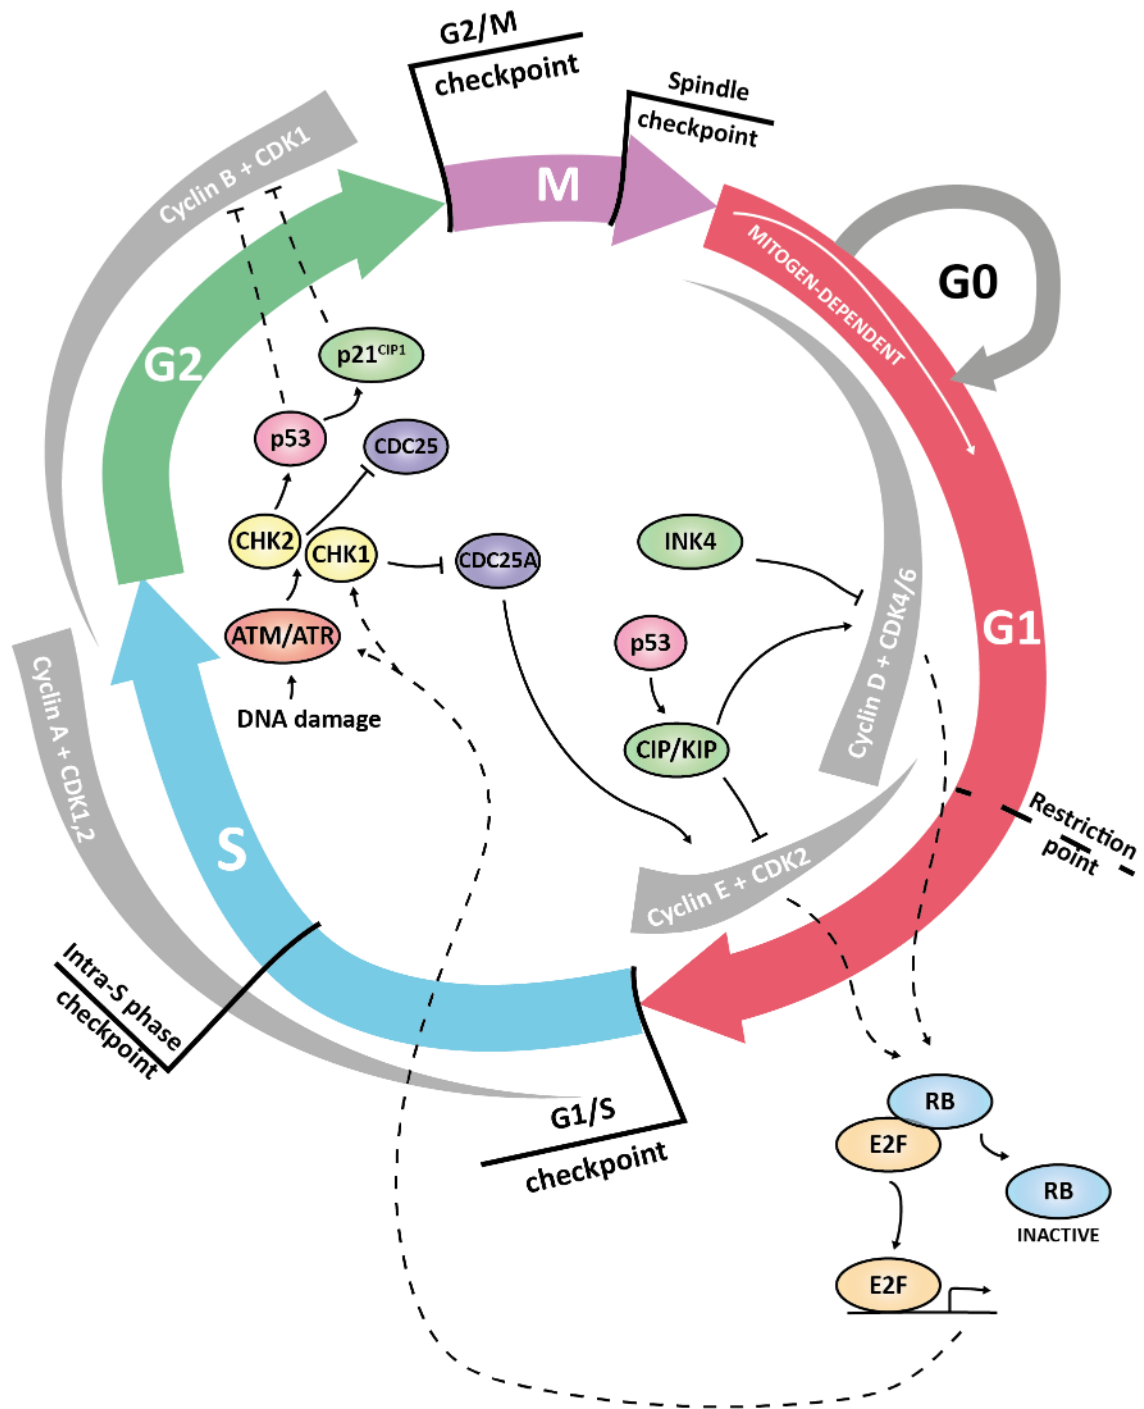 G2/M
checkpoint
Spindle
checkpoint
Cyclin B + CDK1
M
MITOGEN-DEPENDENT
G0
G2
p21CIP1
p53
CDC25
CHK2
CHK1
CDC25A
INK4
ATM/ATR
DNA damage
p53
CIP/KIP
Cyclin D + CDK4/6
G1
Cyclin A + CDK1,2
S
Restriction
point
Cyclin E + CDK2
Intra-S phase
checkpoint
G1/S
checkpoint
RB
E2F
RB
INACTIVE
E2F